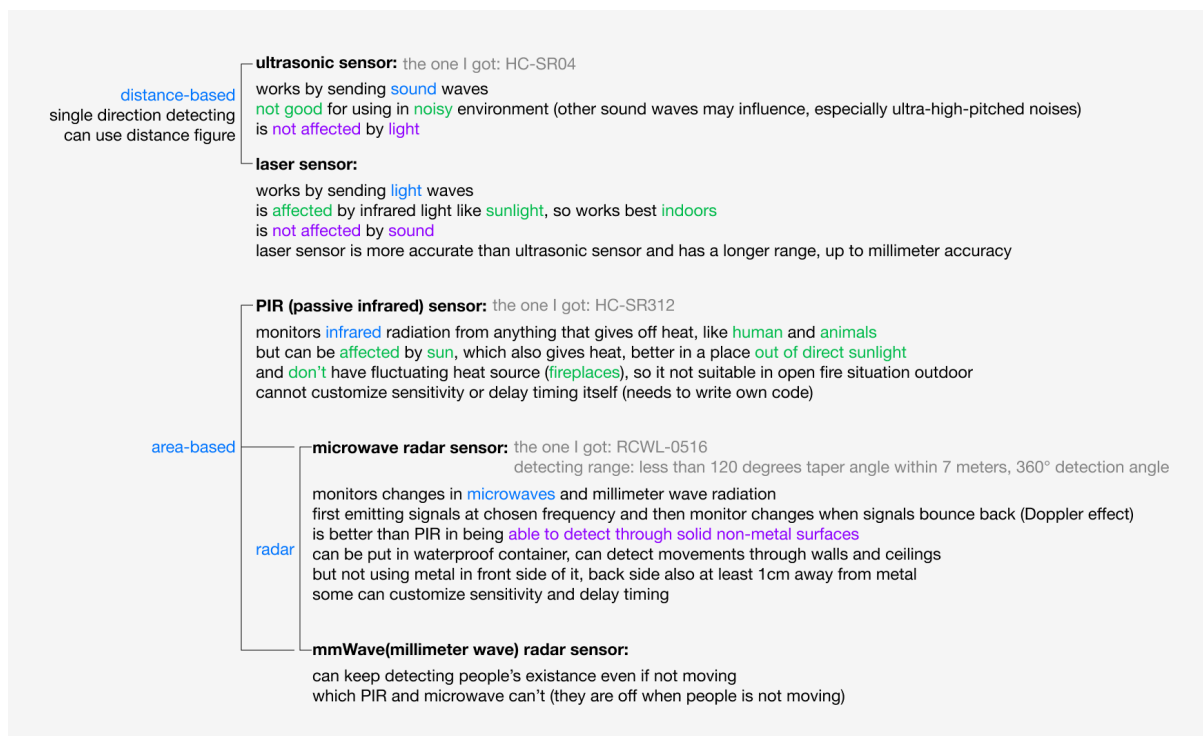 ultrasonic sensor: the one I got: HC-SR04
distance-based
single direction detecting
can use distance figure
works by sending sound waves
not good for using in noisy environment (other sound waves may influence, especially ultra-high-pitched noises)
is not affected by light
laser sensor:
works by sending light waves
is affected by infrared light like sunlight, so works best indoors
is not affected by sound
laser sensor is more accurate than ultrasonic sensor and has a longer range, up to millimeter accuracy
PIR (passive infrared) sensor: the one I got: HC-SR312
monitors infrared radiation from anything that gives off heat, like human and animals
but can be affected by sun, which also gives heat, better in a place out of direct sunlight
and don't have fluctuating heat source (fireplaces), so it not suitable in open fire situation outdoor
cannot customize sensitivity or delay timing itself (needs to write own code)
area-based
microwave radar sensor: the one I got: RCWL-0516
detecting range: less than 120 degrees taper angle within 7 meters, 360° detection angle
radar
monitors changes in microwaves and millimeter wave radiation
first emitting signals at chosen frequency and then monitor changes when signals bounce back (Doppler effect)
is better than PIR in being able to detect through solid non-metal surfaces
can be put in waterproof container, can detect movements through walls and ceilings
but not using metal in front side of it, back side also at least 1cm away from metal
some can customize sensitivity and delay timing
mmWave(millimeter wave) radar sensor:
can keep detecting people's existance even if not moving
which PIR and microwave can't (they are off when people is not moving)